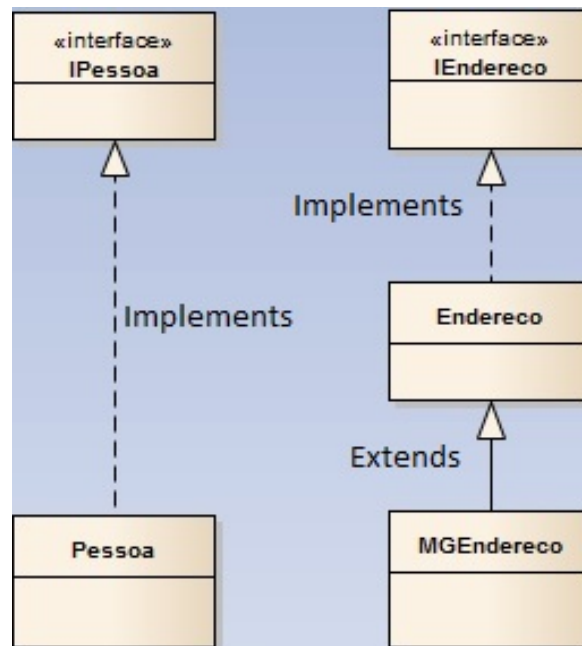 «interface»
IPessoa
«interface»
IEndereco
Implements
Endereco
Implements
Extends
Pessoa
MGEndereco